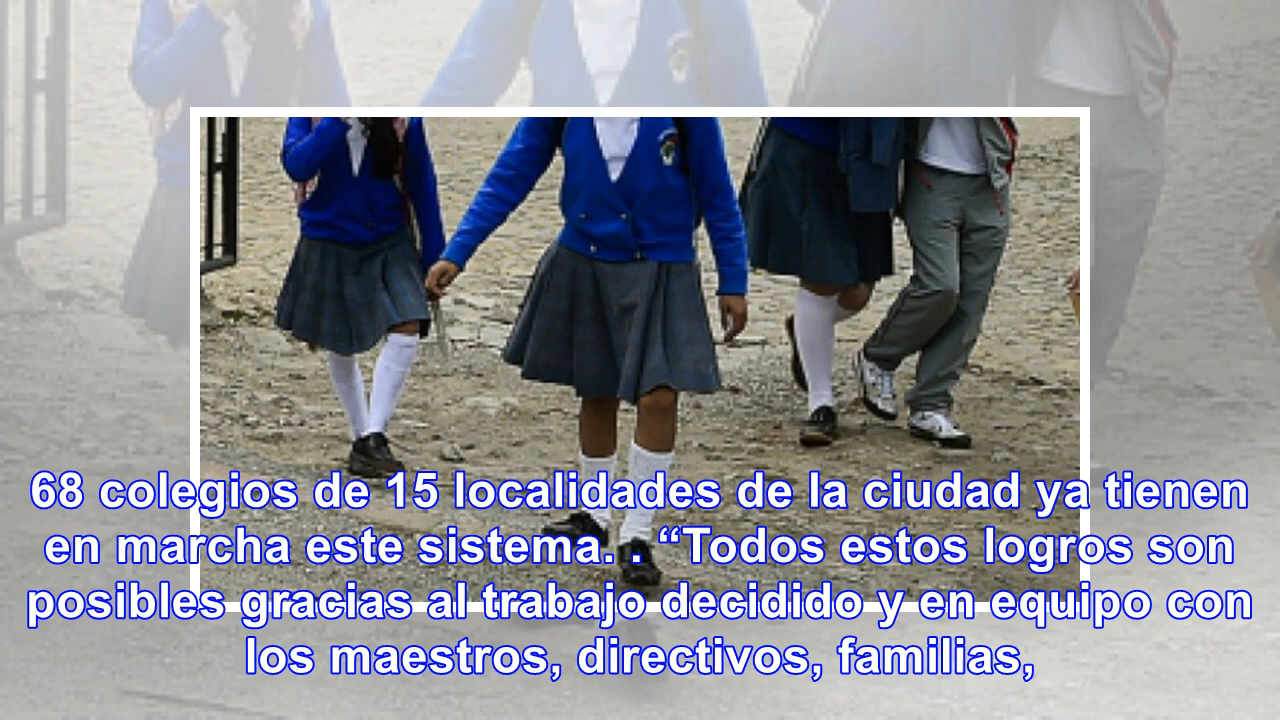 68 colegios de 15 localidades de la ciudad ya tienen
en marcha este sistema. . “Todos estos logros son
posibles gracias al trabajo decidido y en equipo con
los maestros, directivos, familias,